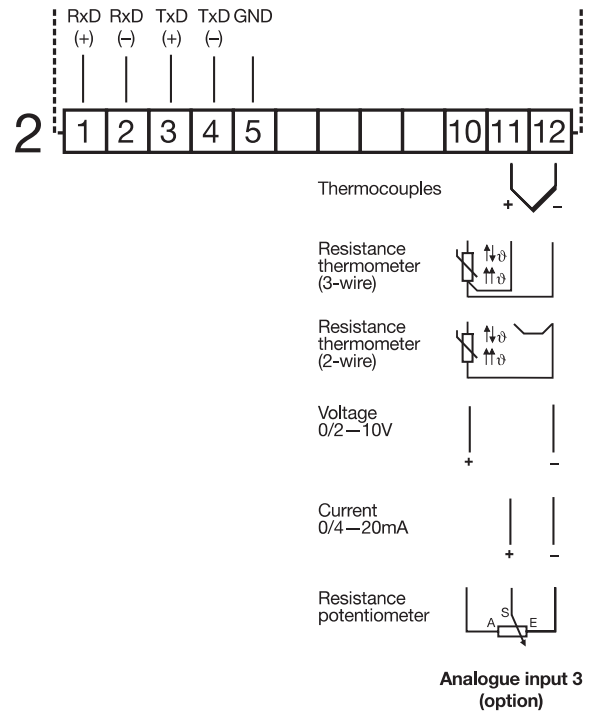 RxD RxD TxD TxD GND
(+) (–) (+) (–)
2 1 2 3 4 5 10 11 12
Thermocouples
+ –
Resistance
thermometer
(3-wire)
ϑ
ϑ
Resistance
thermometer
(2-wire)
ϑ
ϑ
Voltage
0/2—10V
+ –
Current
0/4—20mA
+ –
Resistance
potentiometer
A S E
Analogue input 3
(option)